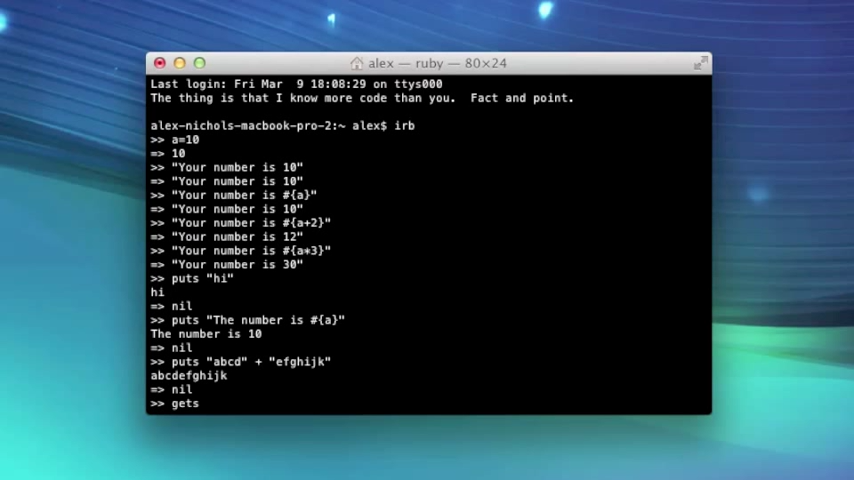 alex — ruby — 80×24
Last login: Fri Mar  9 18:08:29 on ttys000
The thing is that I know more code than you.  Fact and point.
alex-nichols-macbook-pro-2:~ alex$ irb
>> a=10
=> 10
>> "Your number is 10"
=> "Your number is 10"
>> "Your number is #{a}"
=> "Your number is 10"
>> "Your number is #{a+2}"
=> "Your number is 12"
>> "Your number is #{a*3}"
=> "Your number is 30"
>> puts "hi"
hi
=> nil
>> puts "The number is #{a}"
The number is 10
=> nil
>> puts "abcd" + "efghijk"
abcdefghijk
=> nil
>> gets